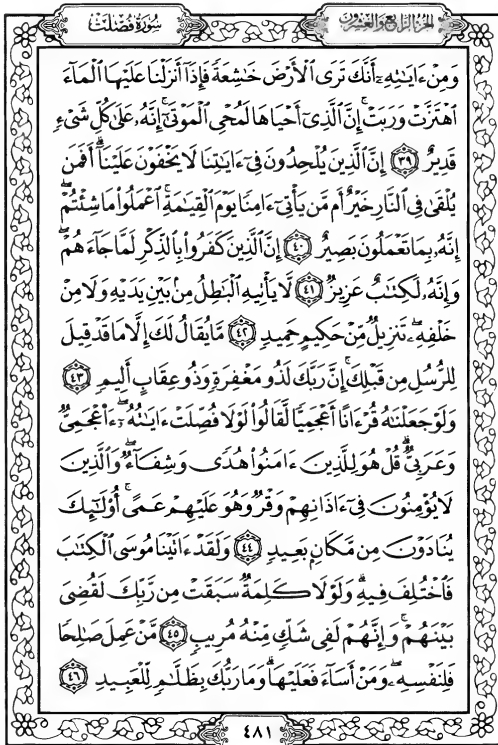 الجزء الرابع والعشرون سورة فصلت
وَمِنْ ءَايَٰتِهِۦٓ أَنَّكَ تَرَى ٱلْأَرْضَ خَٰشِعَةً فَإِذَآ أَنزَلْنَا عَلَيْهَا ٱلْمَآءَ
ٱهْتَزَّتْ وَرَبَتْ ۚ إِنَّ ٱلَّذِىٓ أَحْيَاهَا لَمُحْىِ ٱلْمَوْتَىٰٓ ۚ إِنَّهُۥ عَلَىٰ كُلِّ شَىْءٍ
قَدِيرٌ ٣٩ إِنَّ ٱلَّذِينَ يُلْحِدُونَ فِىٓ ءَايَٰتِنَا لَا يَخْفَوْنَ عَلَيْنَآ ۗ أَفَمَن
يُلْقَىٰ فِى ٱلنَّارِ خَيْرٌ أَم مَّن يَأْتِىٓ ءَامِنًا يَوْمَ ٱلْقِيَٰمَةِ ۚ ٱعْمَلُوا۟ مَا شِئْتُمْ ۖ
إِنَّهُۥ بِمَا تَعْمَلُونَ بَصِيرٌ ٤٠ إِنَّ ٱلَّذِينَ كَفَرُوا۟ بِٱلذِّكْرِ لَمَّا جَآءَهُمْ ۖ
وَإِنَّهُۥ لَكِتَٰبٌ عَزِيزٌ ٤١ لَّا يَأْتِيهِ ٱلْبَٰطِلُ مِنۢ بَيْنِ يَدَيْهِ وَلَا مِنْ
خَلْفِهِۦ ۖ تَنزِيلٌ مِّنْ حَكِيمٍ حَمِيدٍ ٤٢ مَّا يُقَالُ لَكَ إِلَّا مَا قَدْ قِيلَ
لِلرُّسُلِ مِن قَبْلِكَ ۚ إِنَّ رَبَّكَ لَذُو مَغْفِرَةٍ وَذُو عِقَابٍ أَلِيمٍ ٤٣
وَلَوْ جَعَلْنَٰهُ قُرْءَانًا أَعْجَمِيًّا لَّقَالُوا۟ لَوْلَا فُصِّلَتْ ءَايَٰتُهُۥٓ ۖ ءَا۬عْجَمِىٌّ
وَعَرَبِىٌّ ۗ قُلْ هُوَ لِلَّذِينَ ءَامَنُوا۟ هُدًى وَشِفَآءٌ ۖ وَٱلَّذِينَ
لَا يُؤْمِنُونَ فِىٓ ءَاذَانِهِمْ وَقْرٌ وَهُوَ عَلَيْهِمْ عَمًى ۚ أُو۟لَٰٓئِكَ
يُنَادَوْنَ مِن مَّكَانٍۭ بَعِيدٍ ٤٤ وَلَقَدْ ءَاتَيْنَا مُوسَى ٱلْكِتَٰبَ
فَٱخْتُلِفَ فِيهِ ۗ وَلَوْلَا كَلِمَةٌ سَبَقَتْ مِن رَّبِّكَ لَقُضِىَ
بَيْنَهُمْ ۚ وَإِنَّهُمْ لَفِى شَكٍّ مِّنْهُ مُرِيبٍ ٤٥ مَّنْ عَمِلَ صَٰلِحًا
فَلِنَفْسِهِۦ ۖ وَمَنْ أَسَآءَ فَعَلَيْهَا ۗ وَمَا رَبُّكَ بِظَلَّٰمٍ لِّلْعَبِيدِ ٤٦
٤٨١